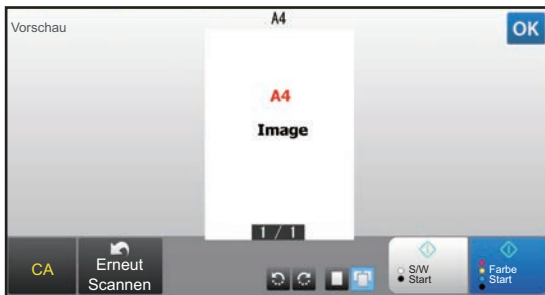 A4
Vorschau
OK
A4
Image
1 / 1
CA
Erneut
Scannen
S/W
Start
Farbe
Start